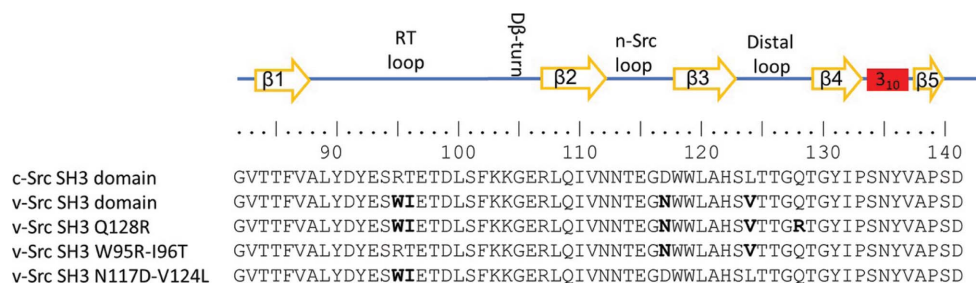 RT loop
Dβ-turn
n-Src loop
Distal loop
β1
β2
β3
β4
3₁₀
β5
90 100 110 120 130 140
c-Src SH3 domain GVTTFVALYDYESRTETDLSFKKGERLQIVNNTEGDWWLAHSLTTGQTGYIPSNYVAPSD
v-Src SH3 domain GVTTFVALYDYESWIETDLSFKKGERLQIVNNTEGNWWLAHSVTTGQTGYIPSNYVAPSD
v-Src SH3 Q128R GVTTFVALYDYESWIETDLSFKKGERLQIVNNTEGNWWLAHSVTTGRTGYIPSNYVAPSD
v-Src SH3 W95R-I96T GVTTFVALYDYESRTETDLSFKKGERLQIVNNTEGNWWLAHSVTTGQTGYIPSNYVAPSD
v-Src SH3 N117D-V124L GVTTFVALYDYESWIETDLSFKKGERLQIVNNTEGDWWLAHSLTTGQTGYIPSNYVAPSD